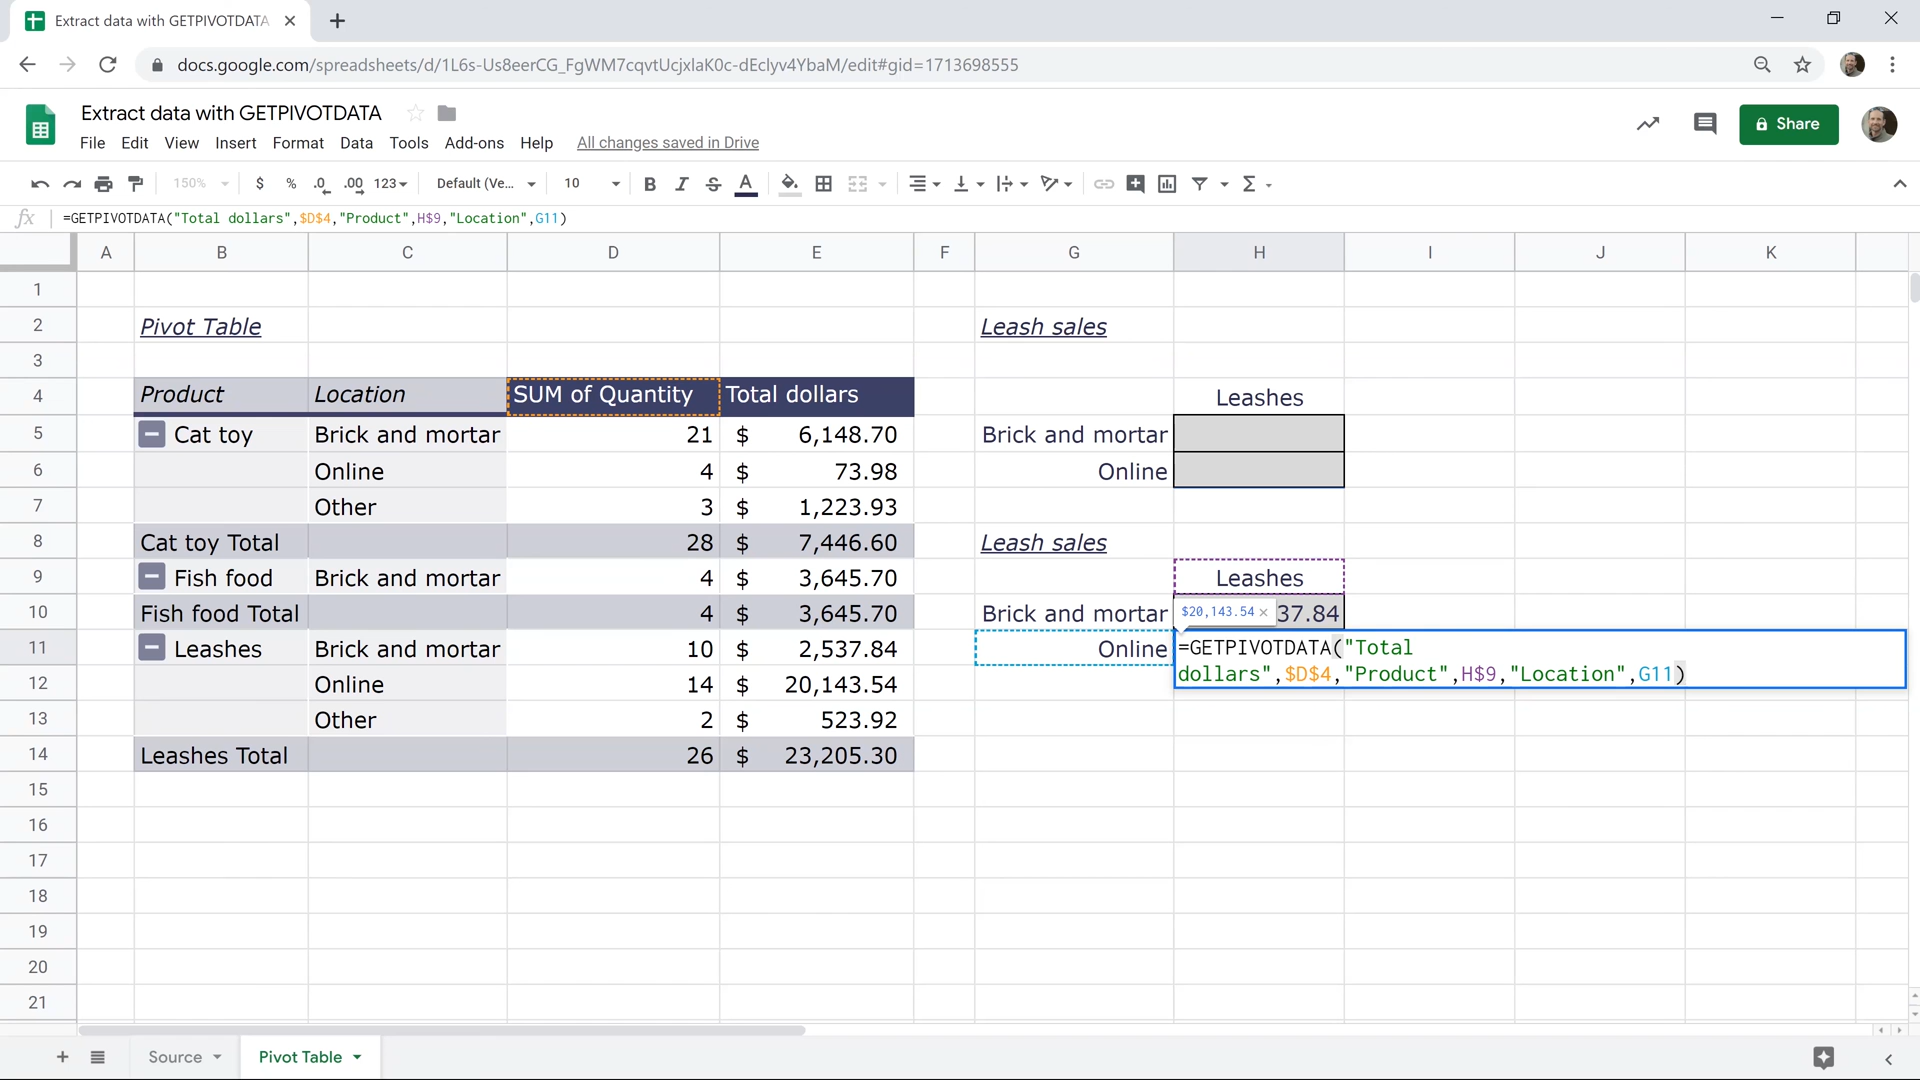 Extract data with GETPIVOTDATA
docs.google.com/spreadsheets/d/1L6s-Us8eerCG_FgWM7cqvtUcjxlaK0c-dEclyv4YbaM/edit#gid=1713698555
Extract data with GETPIVOTDATA
File Edit View Insert Format Data Tools Add-ons Help All changes saved in Drive
Share
150% $ % .0 .00 123 Default (Ve... 10 B I S A Σ
fx =GETPIVOTDATA("Total dollars",$D$4,"Product",H$9,"Location",G11)
A B C D E F G H I J K
1
2 Pivot Table Leash sales
3
4 Product Location SUM of Quantity Total dollars Leashes
5 Cat toy Brick and mortar 21 $ 6,148.70 Brick and mortar
6 Online 4 $ 73.98 Online
7 Other 3 $ 1,223.93
8 Cat toy Total 28 $ 7,446.60 Leash sales
9 Fish food Brick and mortar 4 $ 3,645.70 Leashes
10 Fish food Total 4 $ 3,645.70 Brick and mortar $20,143.54 × 37.84
11 Leashes Brick and mortar 10 $ 2,537.84 Online =GETPIVOTDATA("Total
dollars",$D$4,"Product",H$9,"Location",G11)
12 Online 14 $ 20,143.54
13 Other 2 $ 523.92
14 Leashes Total 26 $ 23,205.30
15
16
17
18
19
20
21
Source Pivot Table